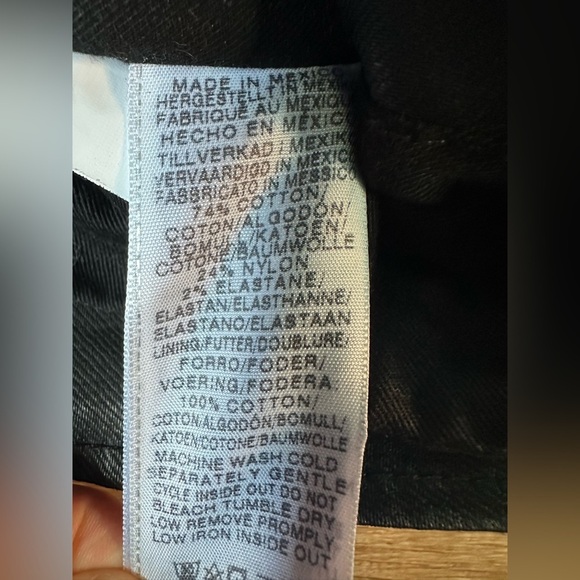 MADE IN MEXICO
HERGESTELLT IN MEXIKO
FABRIQUÉ AU MEXIQUE
HECHO EN MÉXICO
TILLVERKAD I MEXIKO
VERVAARDIGD IN MEXICO
FABBRICATO IN MESSICO
74% COTTON/
COTON/ALGODÓN/
BOMULL/KATOEN/
COTONE/BAUMWOLLE
24% NYLON
2% ELASTANE/
ELASTAN/ELASTHANNE/
ELASTANO/ELASTAAN
LINING/FUTTER/DOUBLURE/
FORRO/FODER/
VOERING/FODERA
100% COTTON/
COTON/ALGODÓN/BOMULL/
KATOEN/COTONE/BAUMWOLLE
MACHINE WASH COLD
SEPARATELY GENTLE
CYCLE INSIDE OUT DO NOT
BLEACH TUMBLE DRY
LOW REMOVE PROMPLY
LOW IRON INSIDE OUT